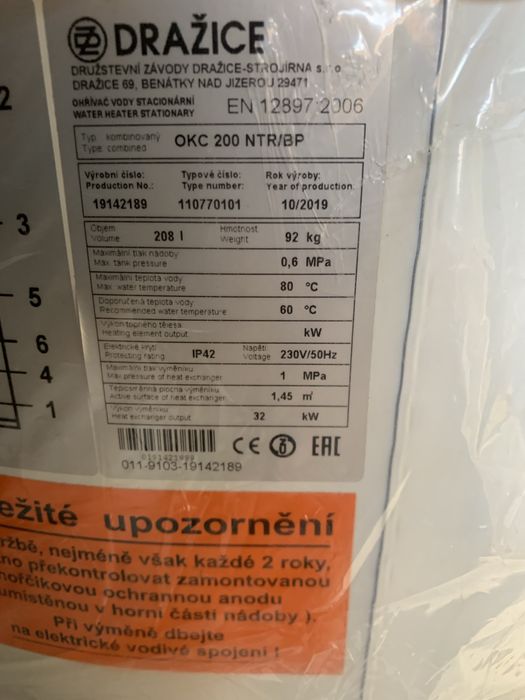 DRAŽICE
DRUŽSTEVNÍ ZÁVODY DRAŽICE-STROJÍRNA s.r.o
DRAŽICE 69, BENÁTKY NAD JIZEROU 29471
OHŘÍVAČ VODY STACIONÁRNÍ
WATER HEATER STATIONARY
EN 12897:2006
Typ kombinovaný
Type combined
OKC 200 NTR/BP
Výrobní číslo: Typové číslo: Rok výroby:
Production No.: Type number: Year of production
19142189 110770101 10/2019
Objem Hmotnost
Volume 208 l Weight 92 kg
Maximální tlak nádoby
Max. tank pressure 0,6 MPa
Maximální teplota vody
Max. water temperature 80 °C
Doporučená teplota vody
Recommended water temperature 60 °C
Výkon topného tělesa
Heating element output kW
Elektrické krytí Napětí
Protecting rating IP42 Voltage 230V/50Hz
Maximální tlak výměníku
Max pressure of heat exchanger 1 MPa
Teplosměnná plocha výměníku
Active surface of heat exchanger 1,45 m²
Výkon výměníku
Heat exchanger output 32 kW
CE EAC
011-9103-19142189
2
3
5
6
4
1
ežité upozornění
ržbě, nejméně však každé 2 roky,
no překontrolovat zamontovanou
hořčíkovou ochrannou anodu
umístěnou v horní části nádoby ).
Při výměně dbejte
na elektrické vodivé spojení !